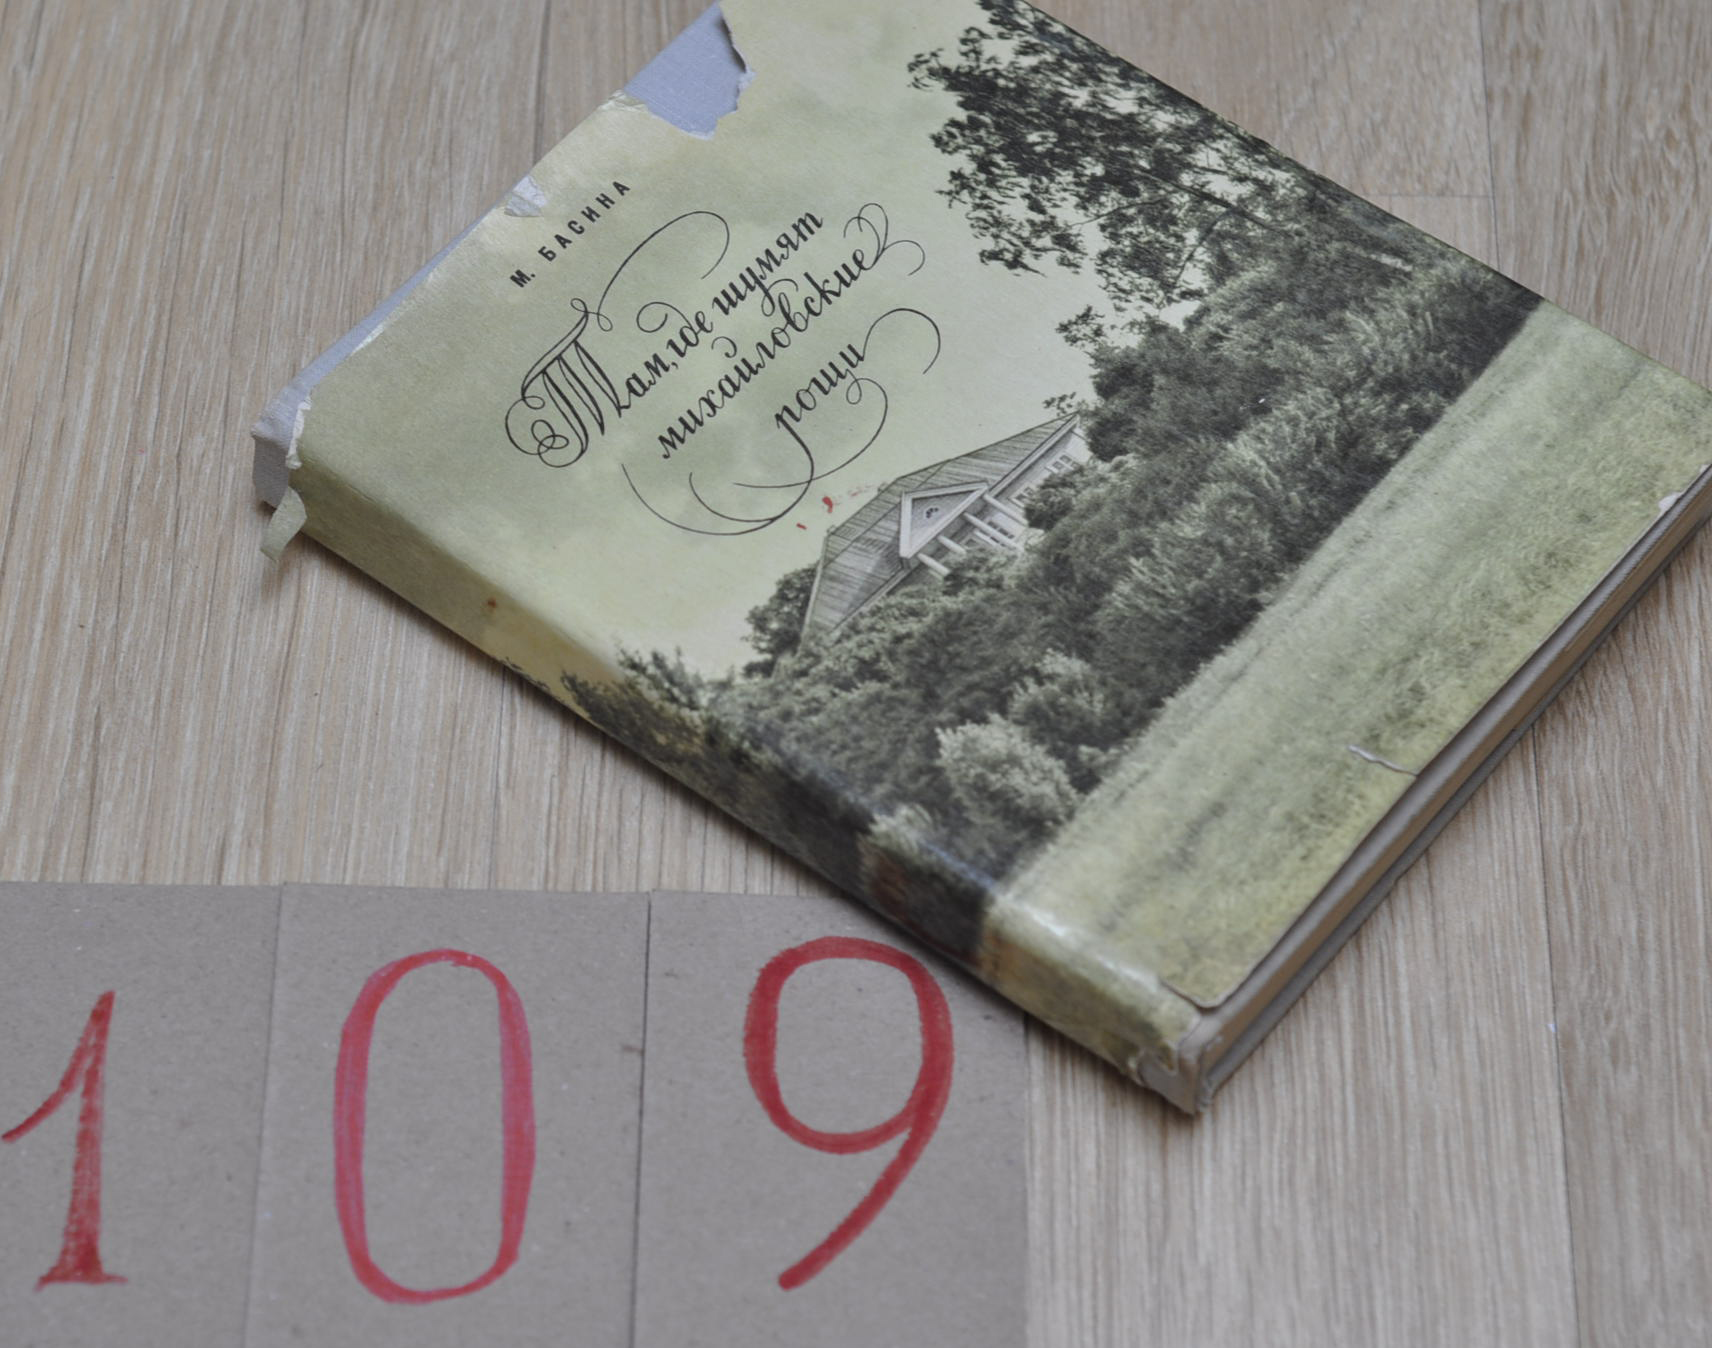 М. БАСИНА
Там, где шумят
михайловские
рощи
109